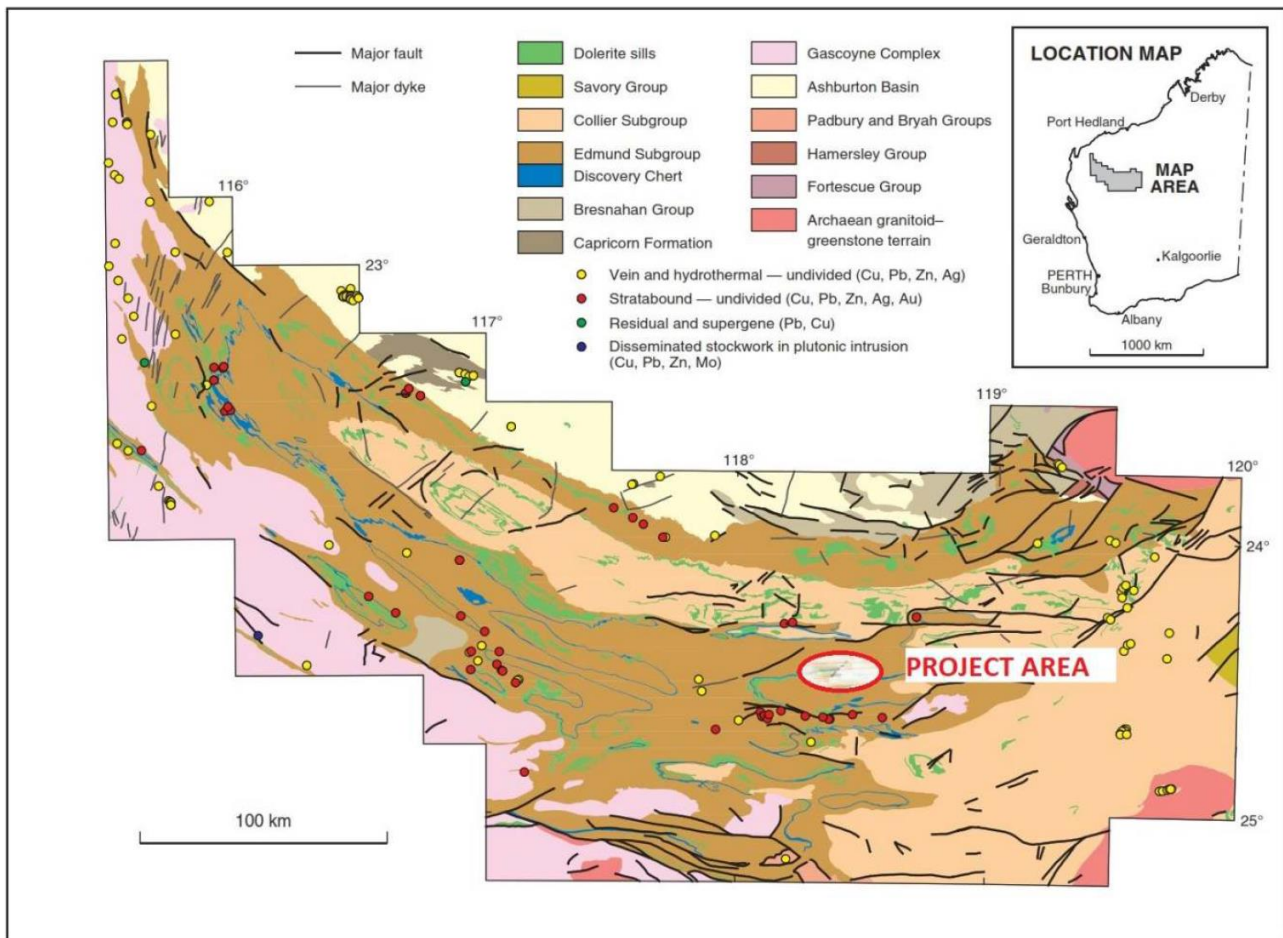 Major fault
Major dyke
Dolerite sills
Savory Group
Collier Subgroup
Edmund Subgroup
Discovery Chert
Bresnahan Group
Capricorn Formation
Gascoyne Complex
Ashburton Basin
Padbury and Bryah Groups
Hamersley Group
Fortescue Group
Archaean granitoid–
greenstone terrain
Vein and hydrothermal — undivided (Cu, Pb, Zn, Ag)
Stratabound — undivided (Cu, Pb, Zn, Ag, Au)
Residual and supergene (Pb, Cu)
Disseminated stockwork in plutonic intrusion
(Cu, Pb, Zn, Mo)
LOCATION MAP
Derby
Port Hedland
MAP
AREA
Geraldton
Kalgoorlie
PERTH
Bunbury
Albany
1000 km
116°
23°
117°
119°
118°
120°
24°
PROJECT AREA
100 km
25°